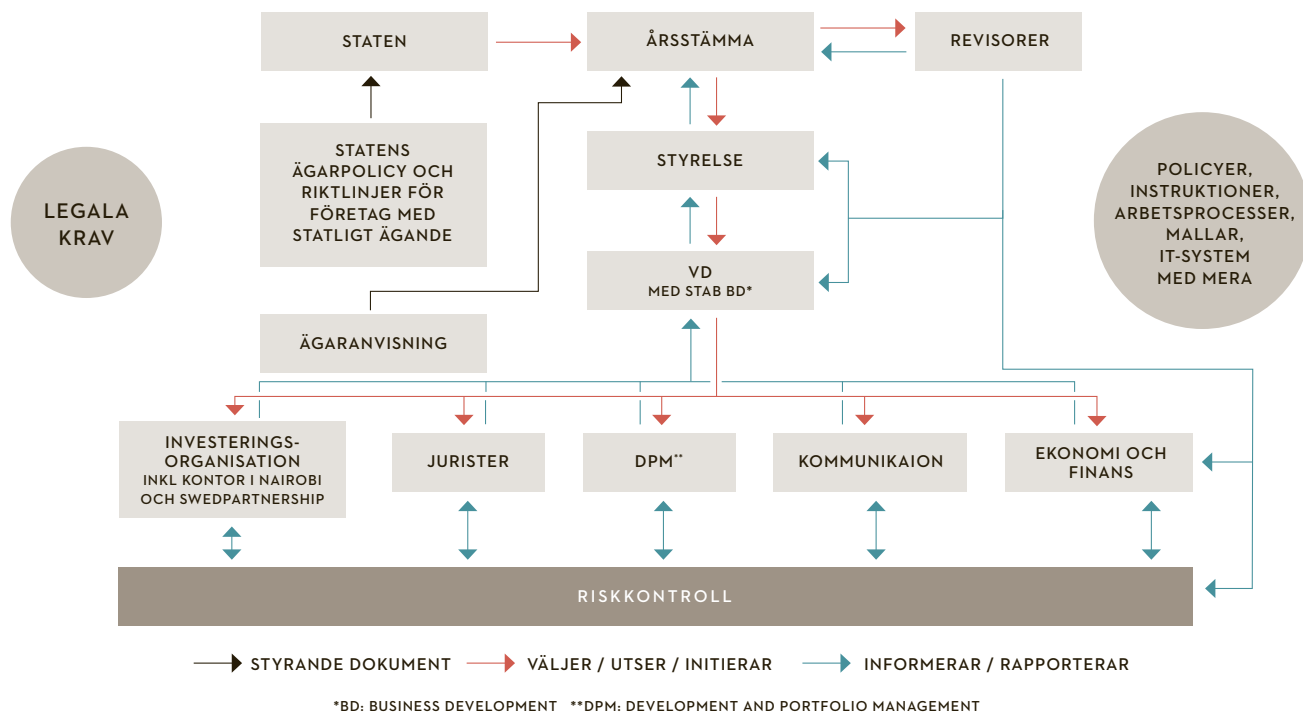 STATEN
ÅRSSTÄMMA
REVISORER
STATENS
ÄGARPOLICY OCH
RIKTLINJER FÖR
FÖRETAG MED
STATLIGT ÄGANDE
STYRELSE
LEGALA
KRAV
POLICYER,
INSTRUKTIONER,
ARBETSPROCESSER,
MALLAR,
IT-SYSTEM
MED MERA
VD
MED STAB BD*
ÄGARANVISNING
INVESTERINGS-
ORGANISATION
INKL KONTOR I NAIROBI
OCH SWEDPARTNERSHIP
JURISTER
DPM**
KOMMUNIKAION
EKONOMI OCH
FINANS
RISKKONTROLL
STYRANDE DOKUMENT
VÄLJER / UTSER / INITIERAR
INFORMERAR / RAPPORTERAR
*BD: BUSINESS DEVELOPMENT **DPM: DEVELOPMENT AND PORTFOLIO MANAGEMENT